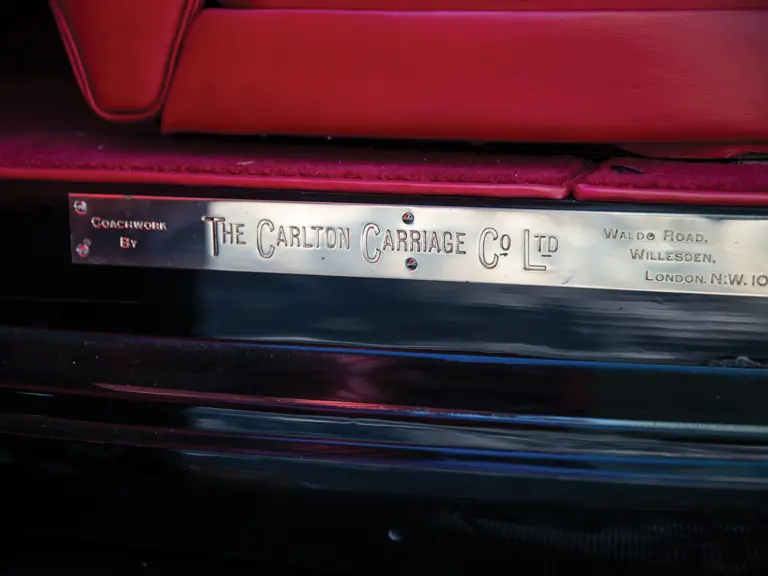 Coachwork
By
The Carlton Carriage Co Ltd
Waldo Road,
Willesden,
London. N.W. 10